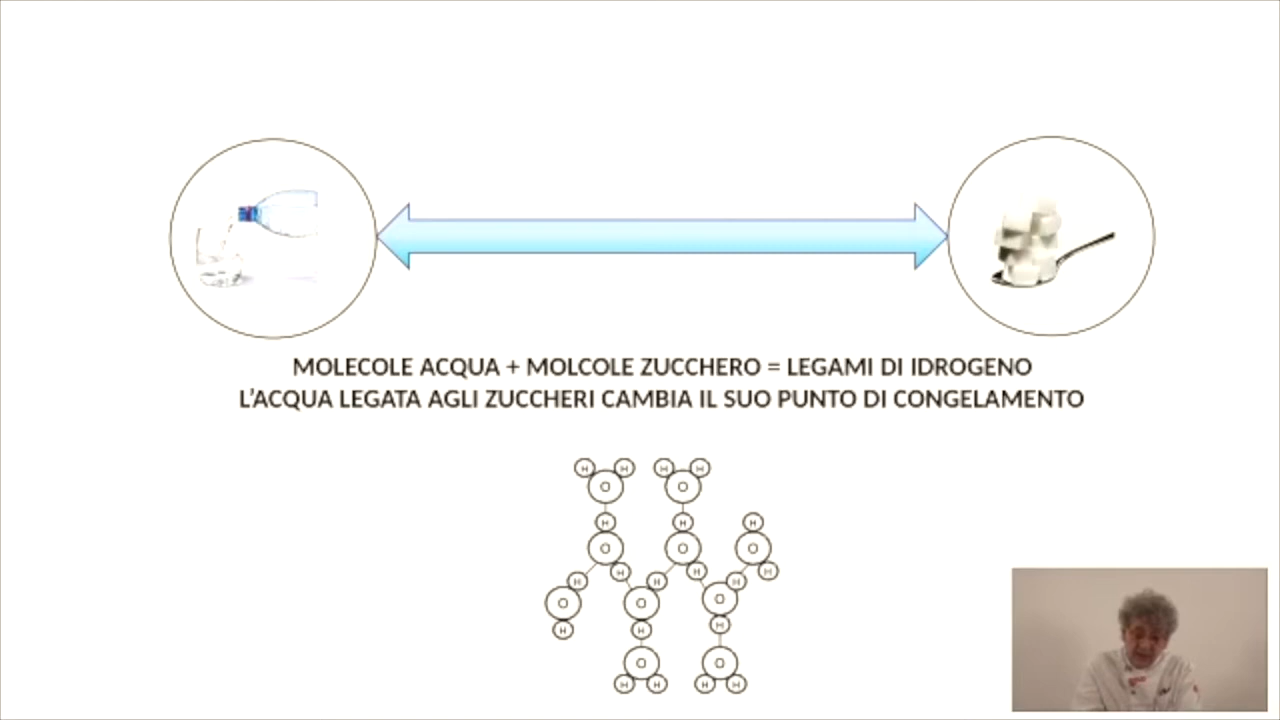 MOLECOLE ACQUA + MOLCOLE ZUCCHERO = LEGAMI DI IDROGENO
L'ACQUA LEGATA AGLI ZUCCHERI CAMBIA IL SUO PUNTO DI CONGELAMENTO
H H H H
O O
H H H
O O O
H H H H H H
O O O
H H H
O O
H H H H